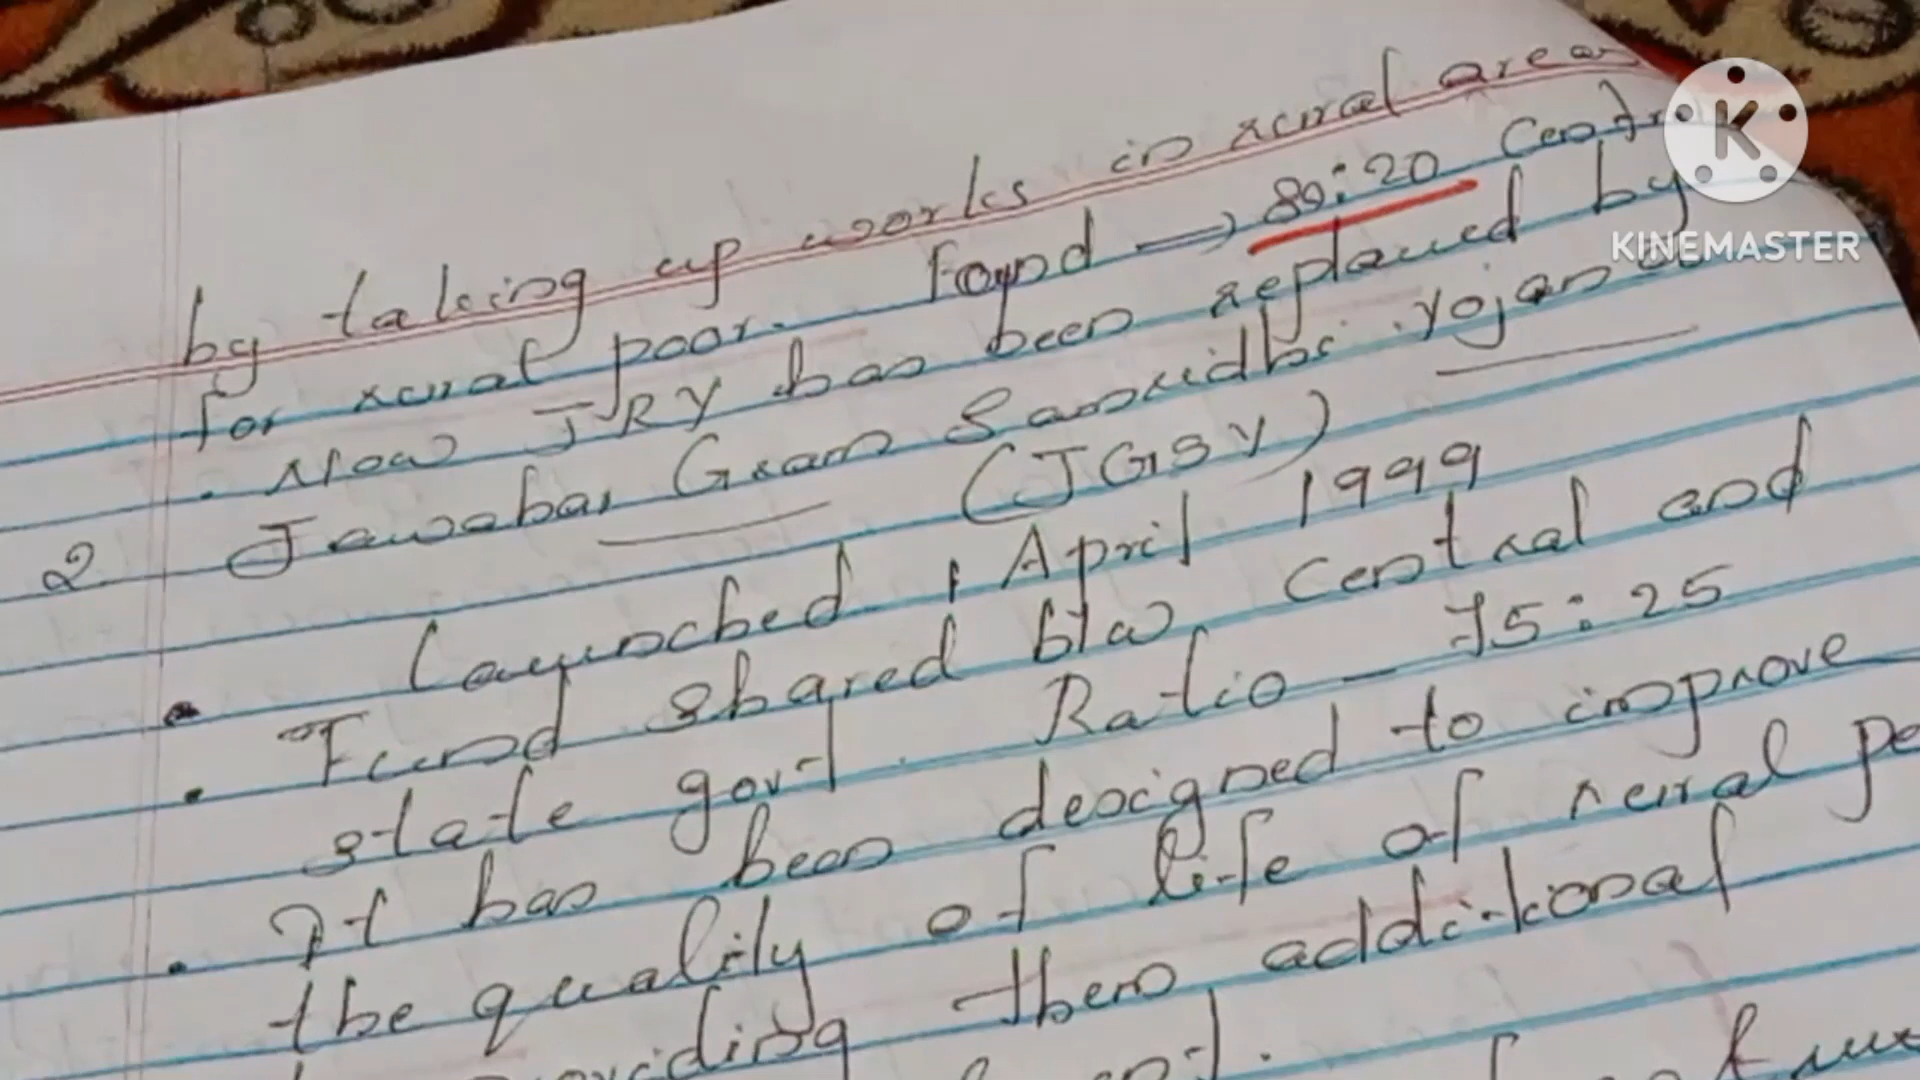 by taking up works in rural areas
for rural poor. Fund → 80:20 Centr
. Now JRY has been replaced by
2 Jawahar Gram Samridhi Yojana
(JGSY)
. Launched, April 1999
. Fund shared b/w Central and
state govt. Ratio - 75:25
. It has been designed to improve
the quality of life of rural pe
providing them additional
K
KINEMASTER